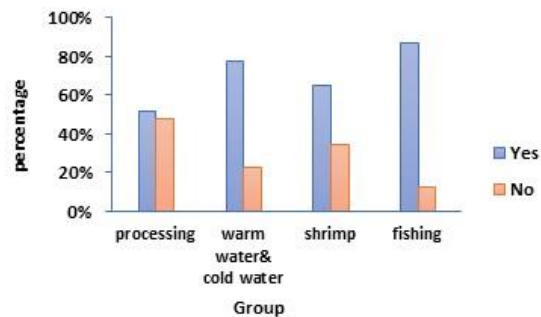 100%
80%
60%
40%
20%
0%
percentage
processing
warm
water&
cold water
shrimp
fishing
Group
Yes
No